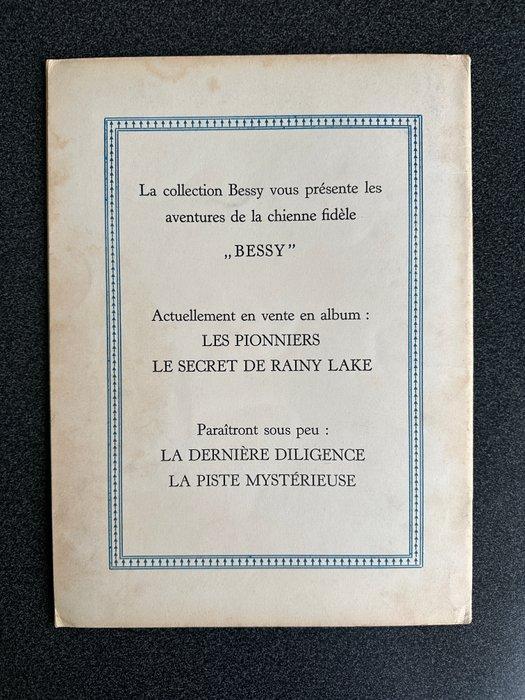 La collection Bessy vous présente les
aventures de la chienne fidèle
„BESSY”
Actuellement en vente en album :
LES PIONNIERS
LE SECRET DE RAINY LAKE
Paraîtront sous peu :
LA DERNIÈRE DILIGENCE
LA PISTE MYSTÉRIEUSE